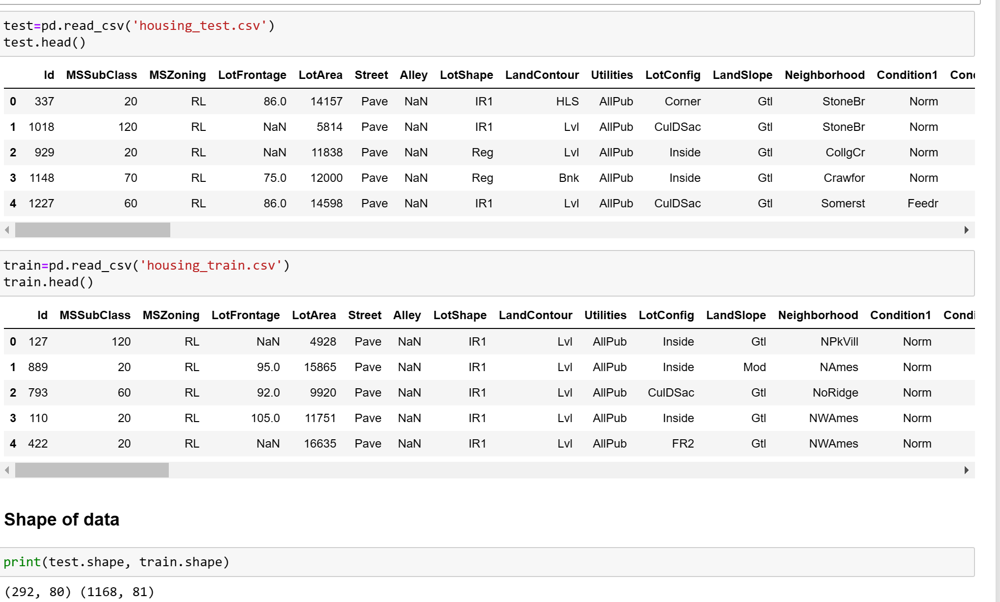 test=pd.read_csv('housing_test.csv')
test.head()
Id MSSubClass MSZoning LotFrontage LotArea Street Alley LotShape LandContour Utilities LotConfig LandSlope Neighborhood Condition1
0 337 20 RL 86.0 14157 Pave NaN IR1 HLS AllPub Corner Gtl StoneBr Norm
1 1018 120 RL NaN 5814 Pave NaN IR1 Lvl AllPub CulDSac Gtl StoneBr Norm
2 929 20 RL NaN 11838 Pave NaN Reg Lvl AllPub Inside Gtl CollgCr Norm
3 1148 70 RL 75.0 12000 Pave NaN Reg Bnk AllPub Inside Gtl Crawfor Norm
4 1227 60 RL 86.0 14598 Pave NaN IR1 Lvl AllPub CulDSac Gtl Somerst Feedr
train=pd.read_csv('housing_train.csv')
train.head()
Id MSSubClass MSZoning LotFrontage LotArea Street Alley LotShape LandContour Utilities LotConfig LandSlope Neighborhood Condition1 Condi
0 127 120 RL NaN 4928 Pave NaN IR1 Lvl AllPub Inside Gtl NPkVill Norm
1 889 20 RL 95.0 15865 Pave NaN IR1 Lvl AllPub Inside Mod NAmes Norm
2 793 60 RL 92.0 9920 Pave NaN IR1 Lvl AllPub CulDSac Gtl NoRidge Norm
3 110 20 RL 105.0 11751 Pave NaN IR1 Lvl AllPub Inside Gtl NWAmes Norm
4 422 20 RL NaN 16635 Pave NaN IR1 Lvl AllPub FR2 Gtl NWAmes Norm
Shape of data
print(test.shape, train.shape)
(292, 80) (1168, 81)